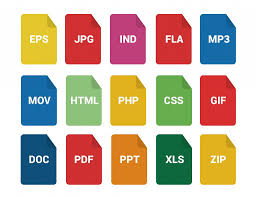 EPS JPG IND FLA MP3
MOV HTML PHP CSS GIF
DOC PDF PPT XLS ZIP